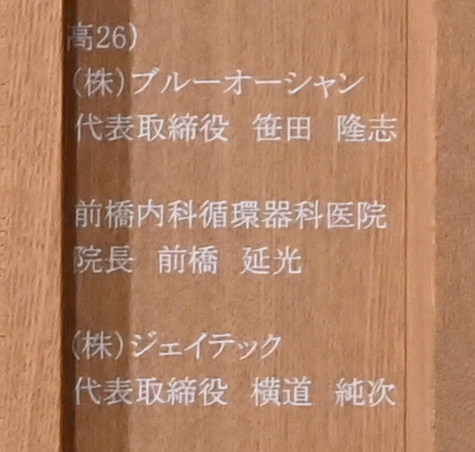 高26)
(株)ブルーオーシャン
代表取締役 笹田 隆志
前橋内科循環器科医院
院長 前橋 延光
(株)ジェイテック
代表取締役 横道 純次